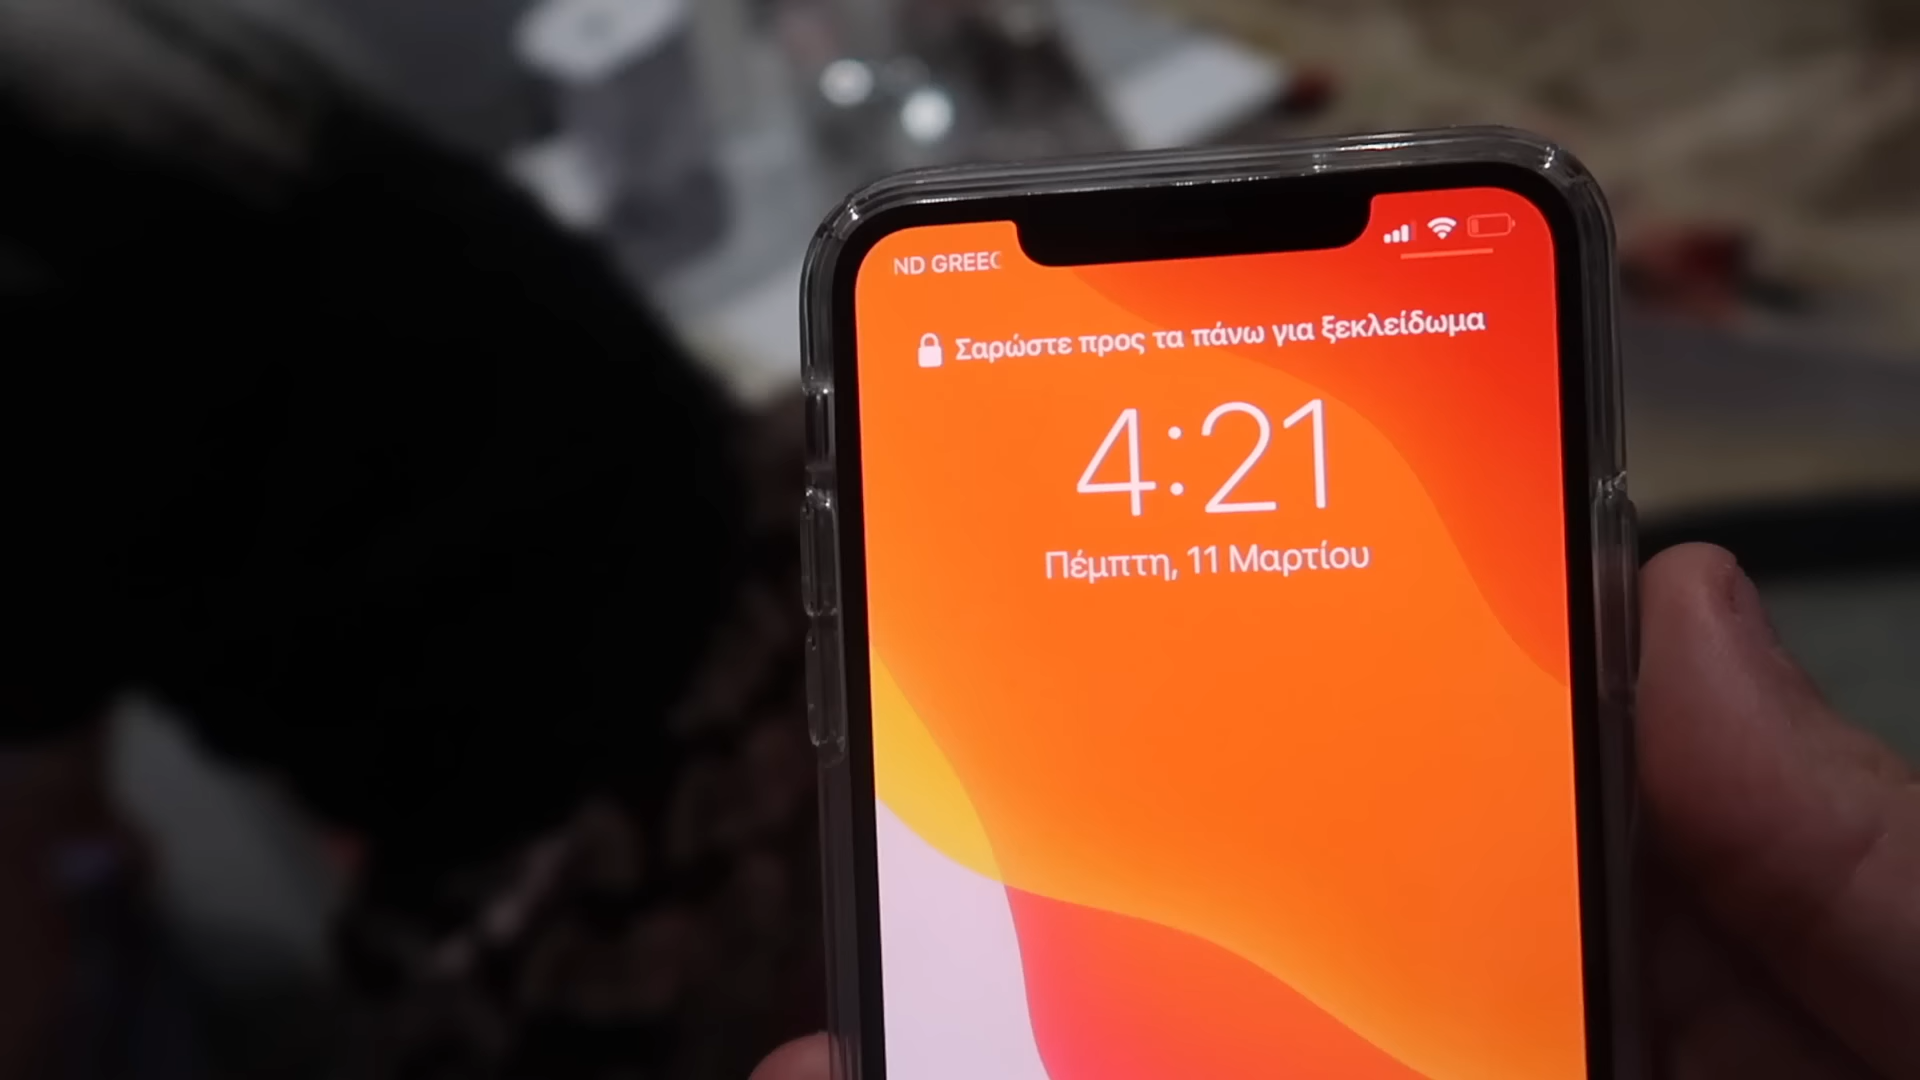 ND GREEC
Σαρώστε προς τα πάνω για ξεκλείδωμα
4:21
Πέμπτη, 11 Μαρτίου